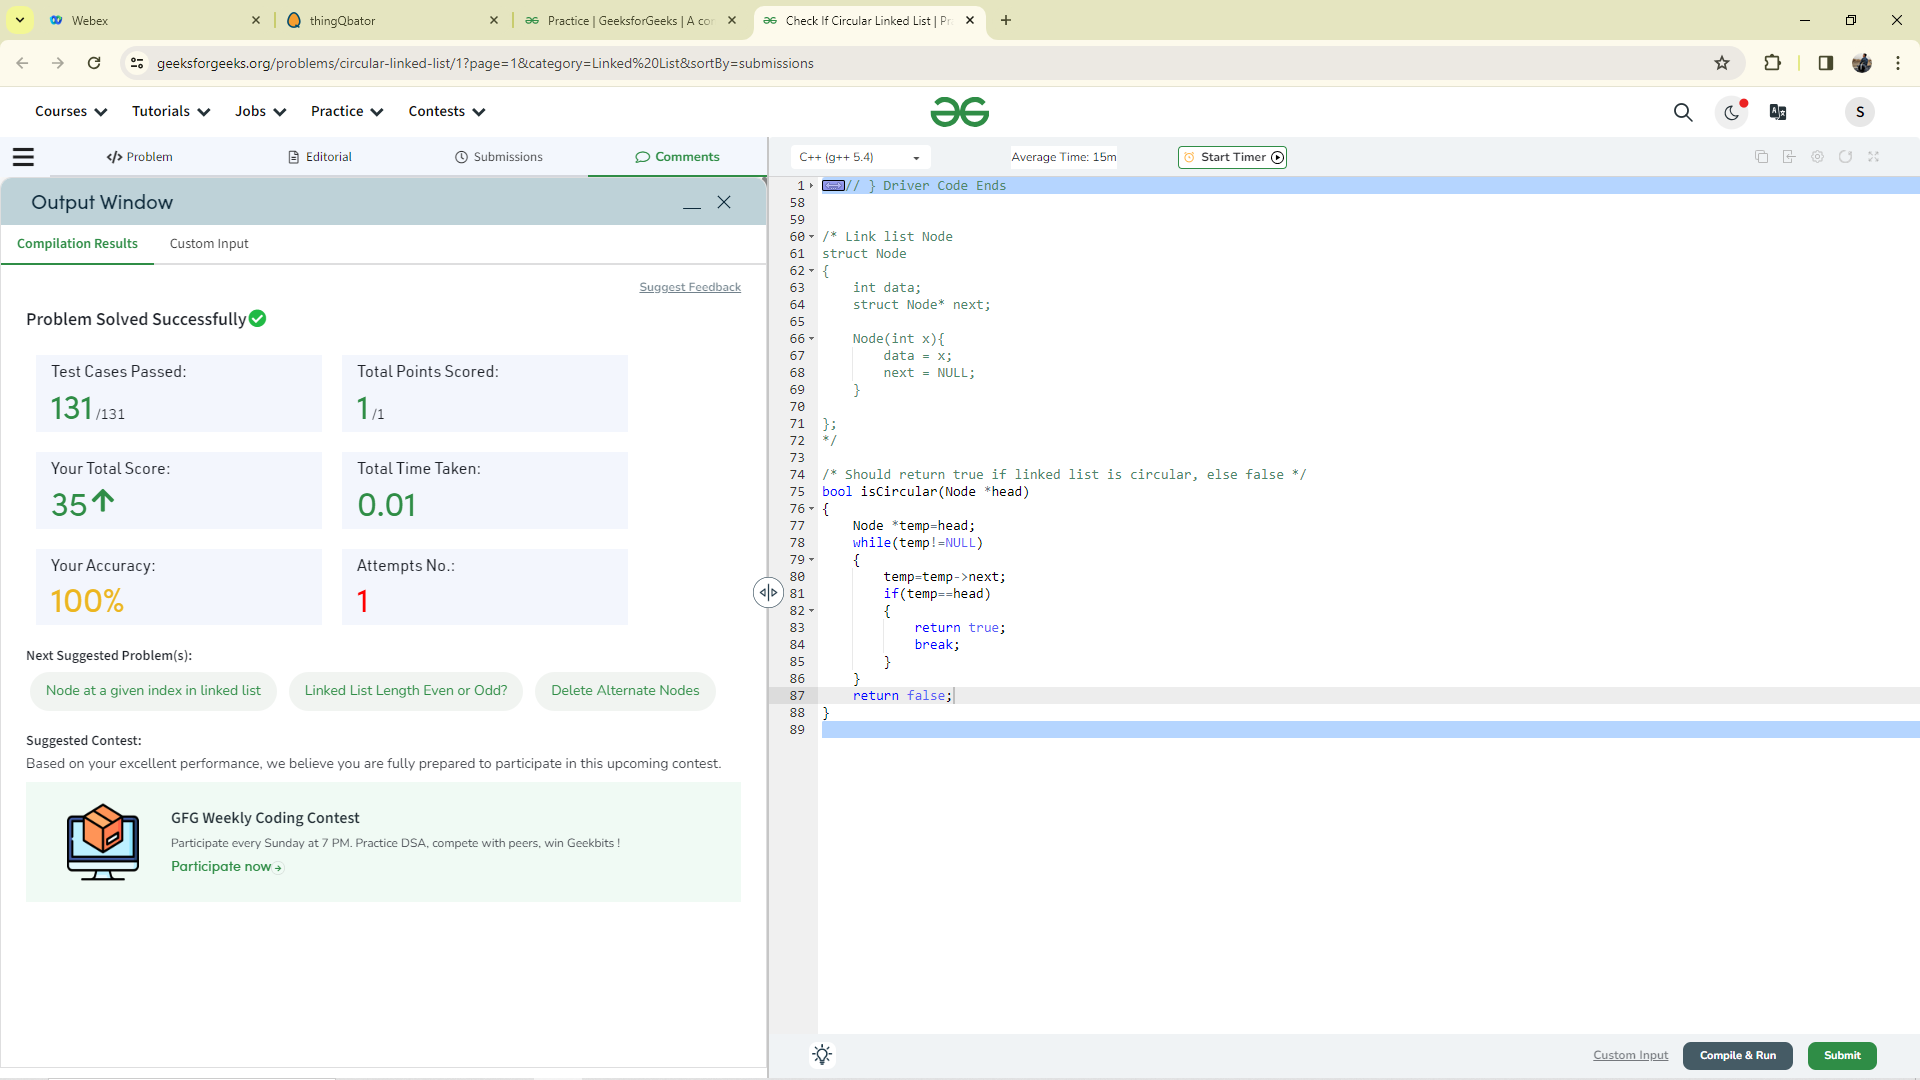 Webex
thingQbator
Practice | GeeksforGeeks | A co
Check If Circular Linked List | Pr
geeksforgeeks.org/problems/circular-linked-list/1?page=1&category=Linked%20List&sortBy=submissions
Courses Tutorials Jobs Practice Contests
S
</> Problem Editorial Submissions Comments
C++ (g++ 5.4) Average Time: 15m Start Timer
Output Window
Compilation Results Custom Input
Suggest Feedback
Problem Solved Successfully
Test Cases Passed:
131 /131
Total Points Scored:
1 /1
Your Total Score:
35
Total Time Taken:
0.01
Your Accuracy:
100%
Attempts No.:
1
Next Suggested Problem(s):
Node at a given index in linked list Linked List Length Even or Odd? Delete Alternate Nodes
Suggested Contest:
Based on your excellent performance, we believe you are fully prepared to participate in this upcoming contest.
GFG Weekly Coding Contest
Participate every Sunday at 7 PM. Practice DSA, compete with peers, win Geekbits !
Participate now
1 // } Driver Code Ends
58
59
60 /* Link list Node
61 struct Node
62 {
63     int data;
64     struct Node* next;
65
66     Node(int x){
67         data = x;
68         next = NULL;
69     }
70
71 };
72 */
73
74 /* Should return true if linked list is circular, else false */
75 bool isCircular(Node *head)
76 {
77     Node *temp=head;
78     while(temp!=NULL)
79     {
80         temp=temp->next;
81         if(temp==head)
82         {
83             return true;
84             break;
85         }
86     }
87     return false;
88 }
89
Custom Input Compile & Run Submit